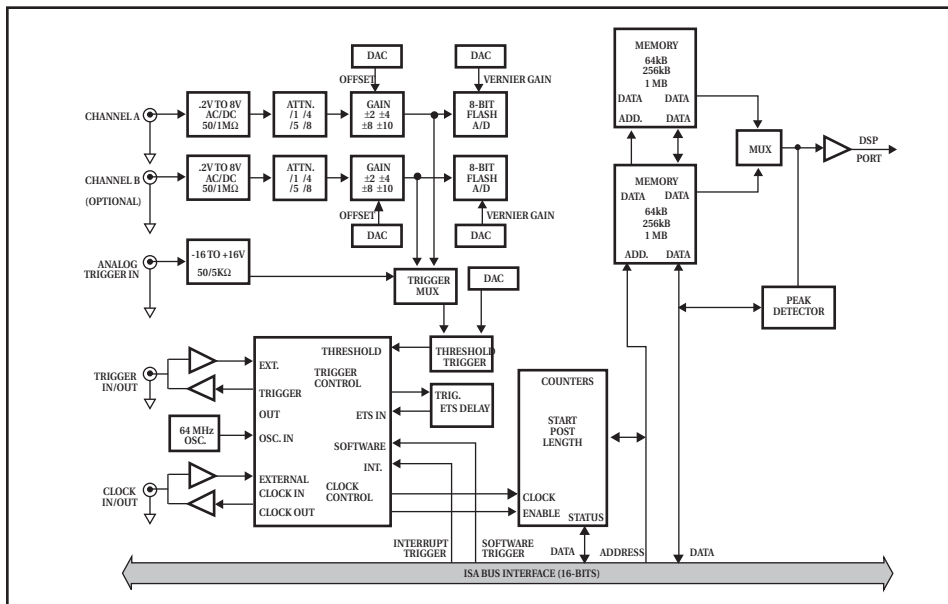 DAC
DAC
OFFSET
VERNIER GAIN
CHANNEL A
.2V TO 8V
AC/DC
50/1MΩ
ATTN.
/1 /4
/5 /8
GAIN
±2 ±4
±8 ±10
8-BIT
FLASH
A/D
CHANNEL B
(OPTIONAL)
.2V TO 8V
AC/DC
50/1MΩ
ATTN.
/1 /4
/5 /8
GAIN
±2 ±4
±8 ±10
8-BIT
FLASH
A/D
OFFSET
VERNIER GAIN
DAC
DAC
ANALOG
TRIGGER IN
-16 TO +16V
50/5KΩ
TRIGGER
MUX
DAC
MEMORY
64kB
256kB
1 MB
DATA DATA
ADD. DATA
MEMORY
DATA DATA
64kB
256kB
1 MB
ADD. DATA
MUX
DSP
PORT
PEAK
DETECTOR
TRIGGER
IN/OUT
64 MHz
OSC.
CLOCK
IN/OUT
THRESHOLD
EXT.
TRIGGER
CONTROL
TRIGGER
OUT
ETS IN
OSC. IN
SOFTWARE
INT.
EXTERNAL
CLOCK IN
CLOCK
CONTROL
CLOCK OUT
THRESHOLD
TRIGGER
TRIG.
ETS DELAY
COUNTERS
START
POST
LENGTH
CLOCK
ENABLE
STATUS
INTERRUPT
TRIGGER
SOFTWARE
TRIGGER
DATA
ADDRESS
DATA
ISA BUS INTERFACE (16-BITS)